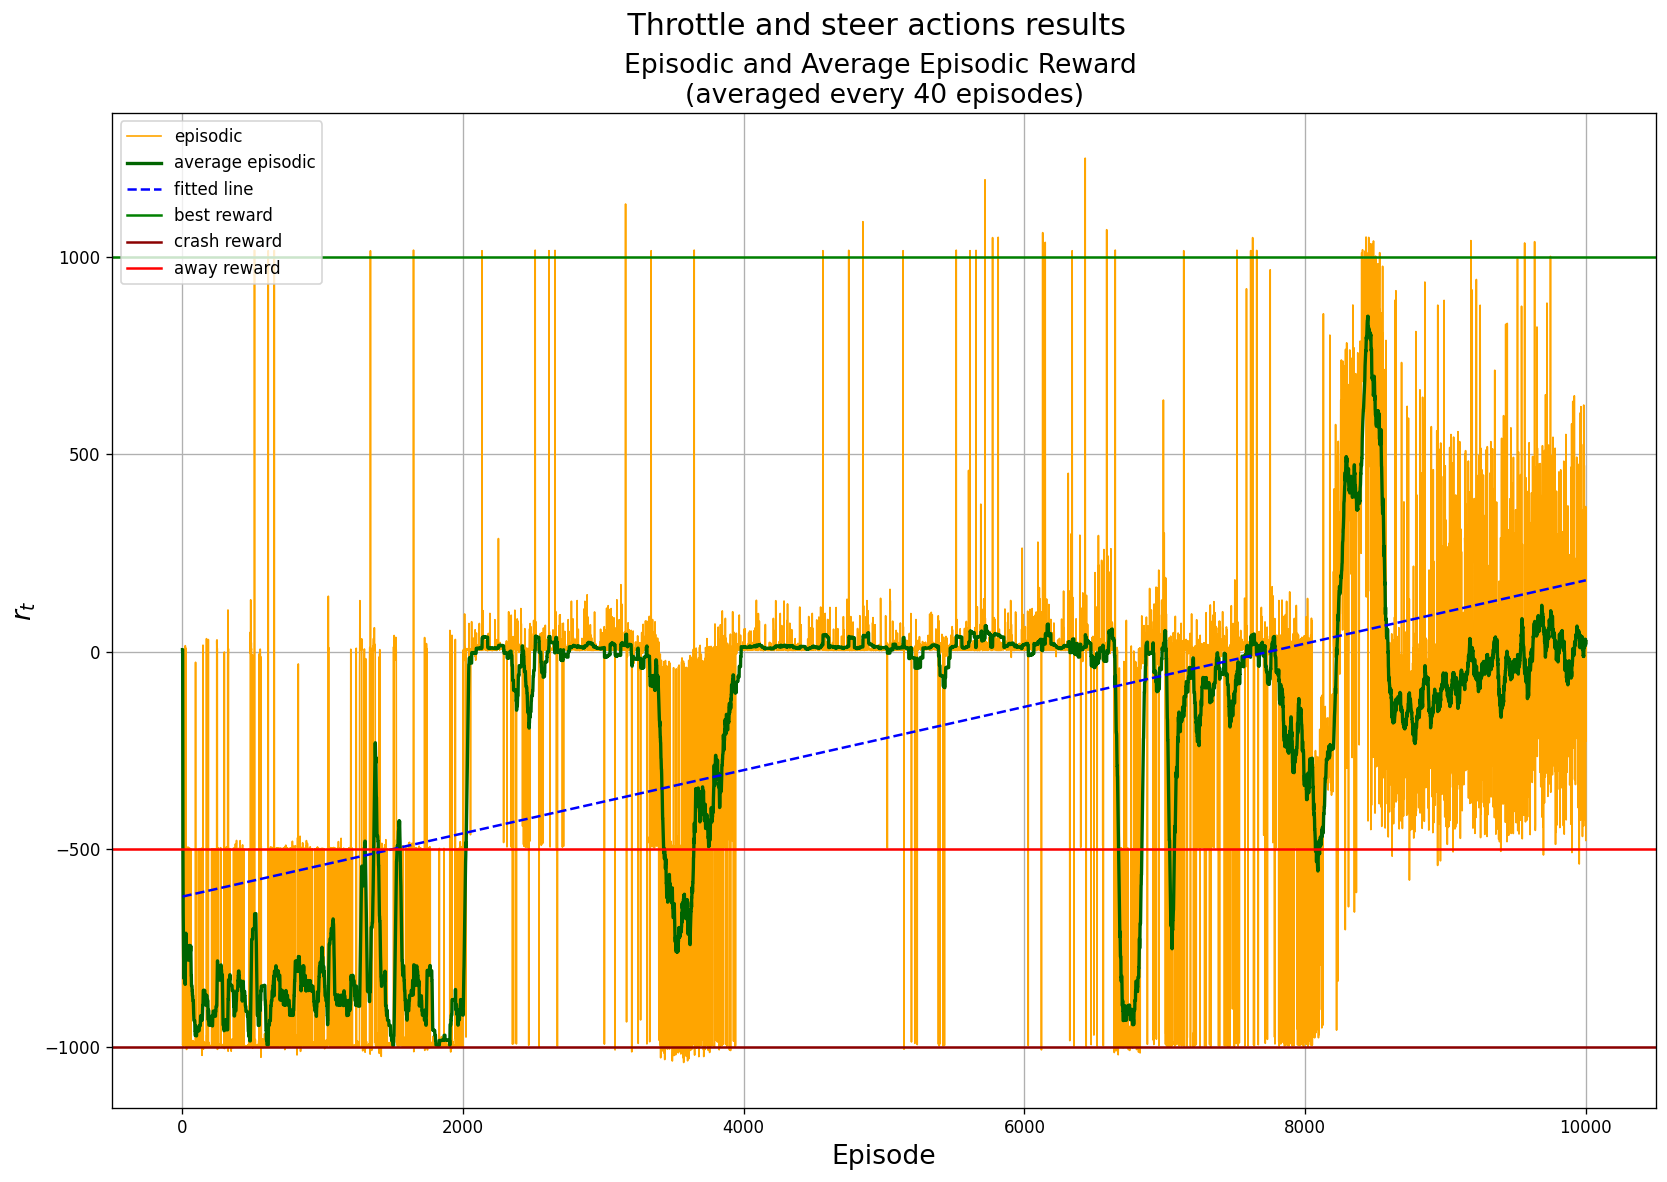 Throttle and steer actions results
Episodic and Average Episodic Reward
(averaged every 40 episodes)
episodic
average episodic
fitted line
best reward
crash reward
away reward
1000
500
0
−500
−1000
r_t
0 2000 4000 6000 8000 10000
Episode